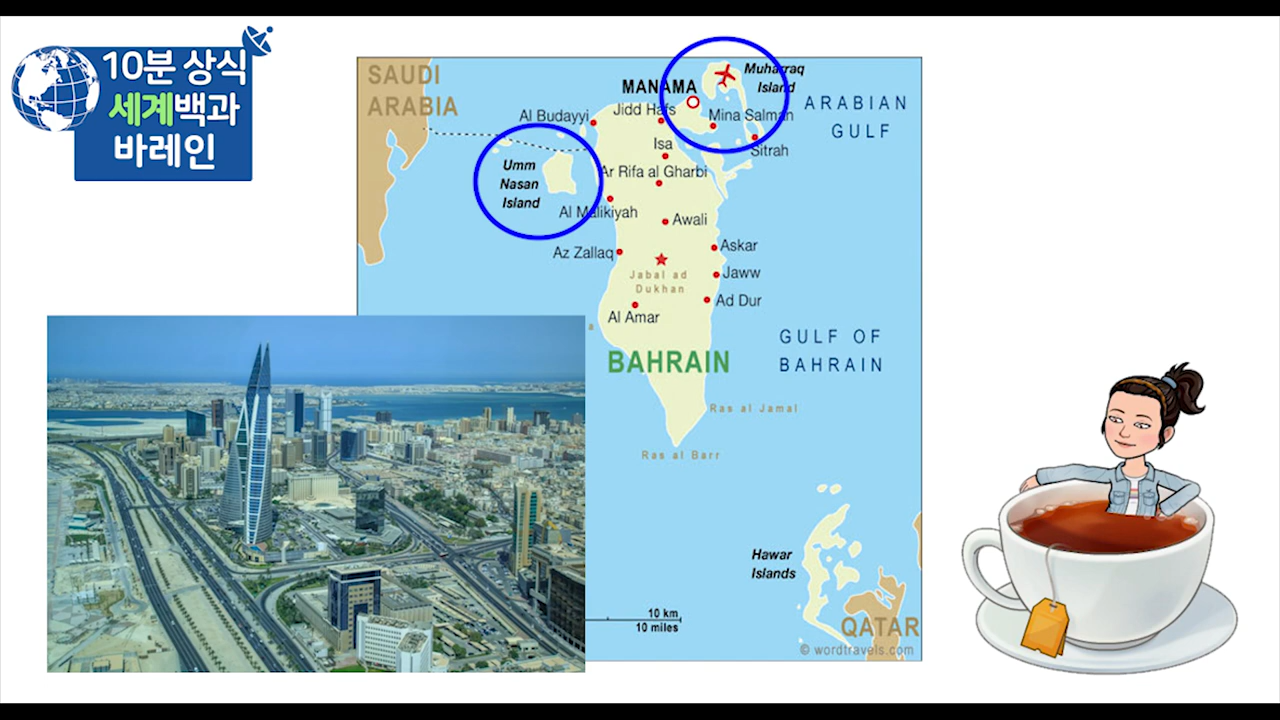 10분 상식
세계백과
바레인
SAUDI
ARABIA
MANAMA
Muharraq
Island
ARABIAN
GULF
Al Budayyi
Jidd Hafs
Mina Salman
Isa
Sitrah
Umm
Nasan
Island
Ar Rifa al Gharbi
Al Malikiyah
Awali
Az Zallaq
Askar
Jabal ad
Dukhan
Jaww
Ad Dur
Al Amar
GULF OF
BAHRAIN
BAHRAIN
Ras al Jamal
Ras al Barr
Hawar
Islands
10 km
10 miles
QATAR
© wordtravels.com